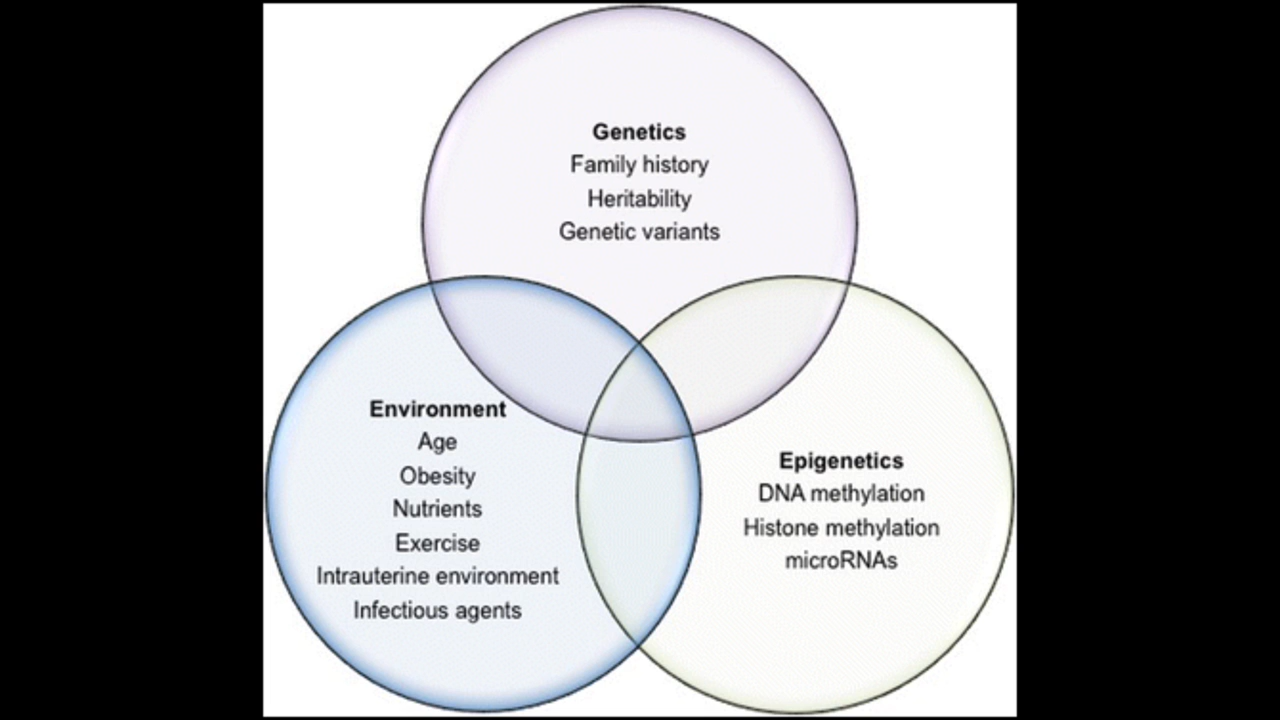 Genetics
Family history
Heritability
Genetic variants
Environment
Age
Obesity
Nutrients
Exercise
Intrauterine environment
Infectious agents
Epigenetics
DNA methylation
Histone methylation
microRNAs